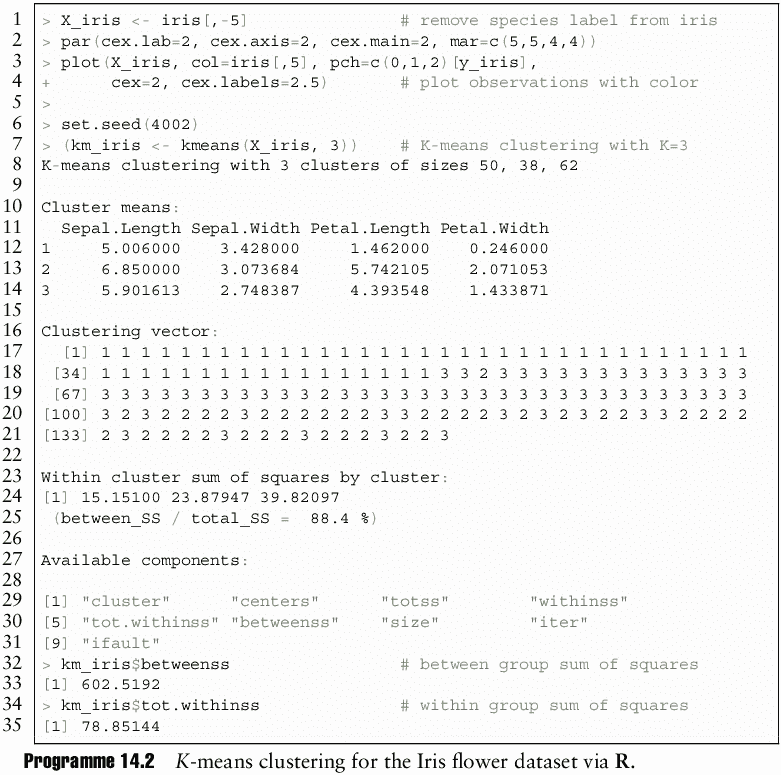 1 > X_iris <- iris[,-5] # remove species label from iris
2 > par(cex.lab=2, cex.axis=2, cex.main=2, mar=c(5,5,4,4))
3 > plot(X_iris, col=iris[,5], pch=c(0,1,2)[y_iris],
4 + cex=2, cex.labels=2.5) # plot observations with color
5 >
6 > set.seed(4002)
7 > (km_iris <- kmeans(X_iris, 3)) # K-means clustering with K=3
8 K-means clustering with 3 clusters of sizes 50, 38, 62
9
10 Cluster means:
11 Sepal.Length Sepal.Width Petal.Length Petal.Width
12 1 5.006000 3.428000 1.462000 0.246000
13 2 6.850000 3.073684 5.742105 2.071053
14 3 5.901613 2.748387 4.393548 1.433871
15
16 Clustering vector:
17 [1] 1 1 1 1 1 1 1 1 1 1 1 1 1 1 1 1 1 1 1 1 1 1 1 1 1 1 1 1 1 1 1 1 1
18 [34] 1 1 1 1 1 1 1 1 1 1 1 1 1 1 1 1 1 3 3 2 3 3 3 3 3 3 3 3 3 3 3 3 3
19 [67] 3 3 3 3 3 3 3 3 3 3 3 2 3 3 3 3 3 3 3 3 3 3 3 3 3 3 3 3 3 3 3 3 3
20 [100] 3 2 3 2 2 2 2 3 2 2 2 2 2 2 3 3 2 2 2 2 3 2 3 2 3 2 2 3 3 2 2 2 2
21 [133] 2 3 2 2 2 2 3 2 2 2 3 2 2 2 3 2 2 3
22
23 Within cluster sum of squares by cluster:
24 [1] 15.15100 23.87947 39.82097
25 (between_SS / total_SS = 88.4 %)
26
27 Available components:
28
29 [1] "cluster" "centers" "totss" "withinss"
30 [5] "tot.withinss" "betweenss" "size" "iter"
31 [9] "ifault"
32 > km_iris$betweenss # between group sum of squares
33 [1] 602.5192
34 > km_iris$tot.withinss # within group sum of squares
35 [1] 78.85144
Programme 14.2 K-means clustering for the Iris flower dataset via R.